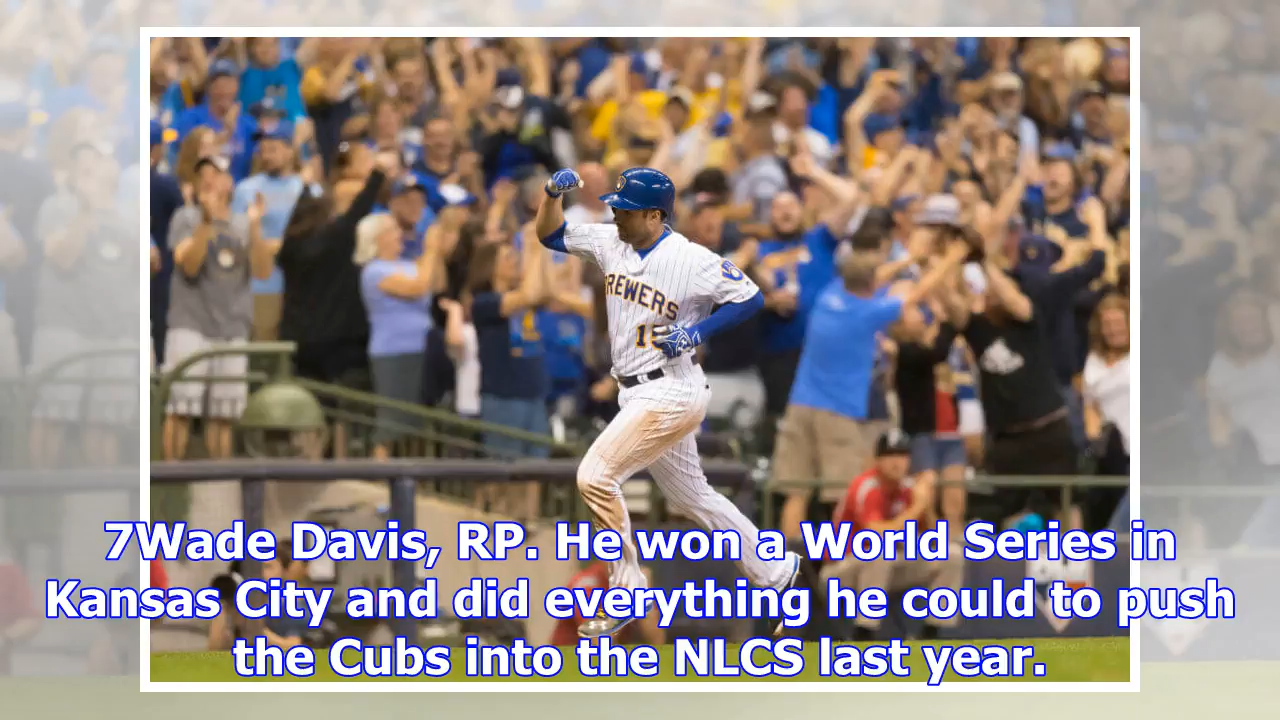 BREWERS
7Wade Davis, RP. He won a World Series in
Kansas City and did everything he could to push
the Cubs into the NLCS last year.